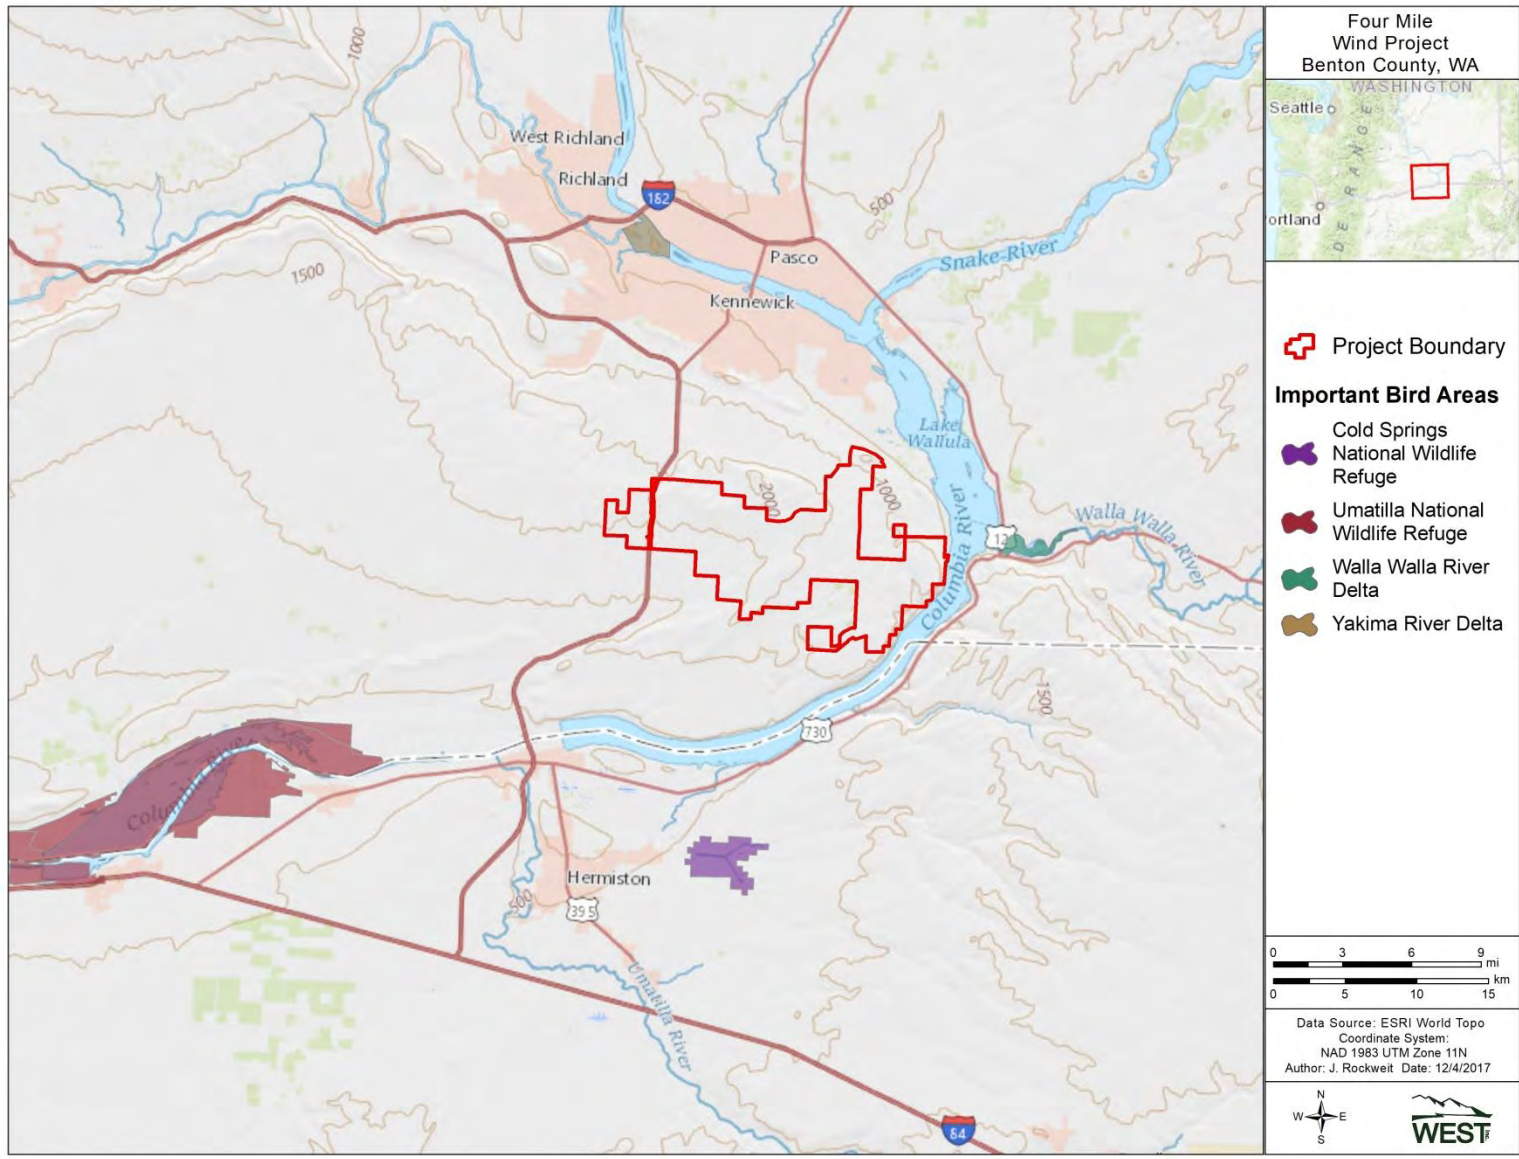 Four Mile
Wind Project
Benton County, WA
WASHINGTON
Seattle
DE RANGE
ortland
1000
West Richland
Richland
182
500
Snake River
Pasco
1500
Kennewick
Lake
Wallula
2000
1000
Columbia River
12
Walla Walla River
1500
730
Columbia River
Hermiston
500
395
Umatilla River
84
Project Boundary
Important Bird Areas
Cold Springs
National Wildlife
Refuge
Umatilla National
Wildlife Refuge
Walla Walla River
Delta
Yakima River Delta
0 3 6 9
mi
km
0 5 10 15
Data Source: ESRI World Topo
Coordinate System:
NAD 1983 UTM Zone 11N
Author: J. Rockweit Date: 12/4/2017
N
W E
S
WEST